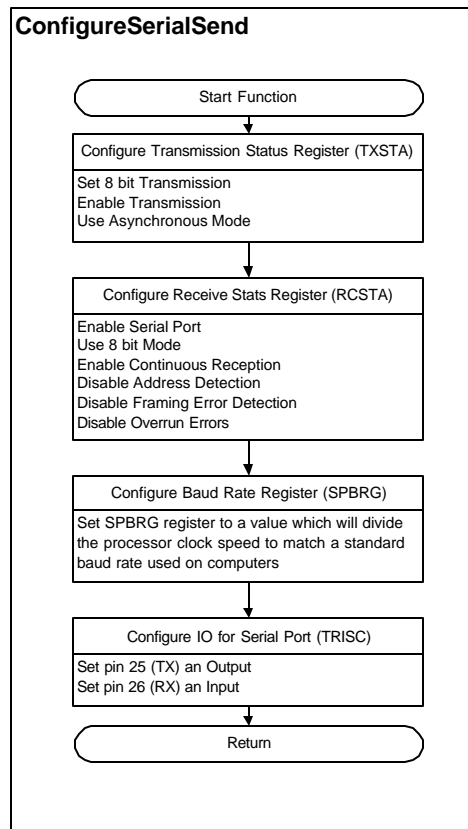 ConfigureSerialSend
Start Function
Configure Transmission Status Register (TXSTA)
Set 8 bit Transmission
Enable Transmission
Use Asynchronous Mode
Configure Receive Stats Register (RCSTA)
Enable Serial Port
Use 8 bit Mode
Enable Continuous Reception
Disable Address Detection
Disable Framing Error Detection
Disable Overrun Errors
Configure Baud Rate Register (SPBRG)
Set SPBRG register to a value which will divide
the processor clock speed to match a standard
baud rate used on computers
Configure IO for Serial Port (TRISC)
Set pin 25 (TX) an Output
Set pin 26 (RX) an Input
Return